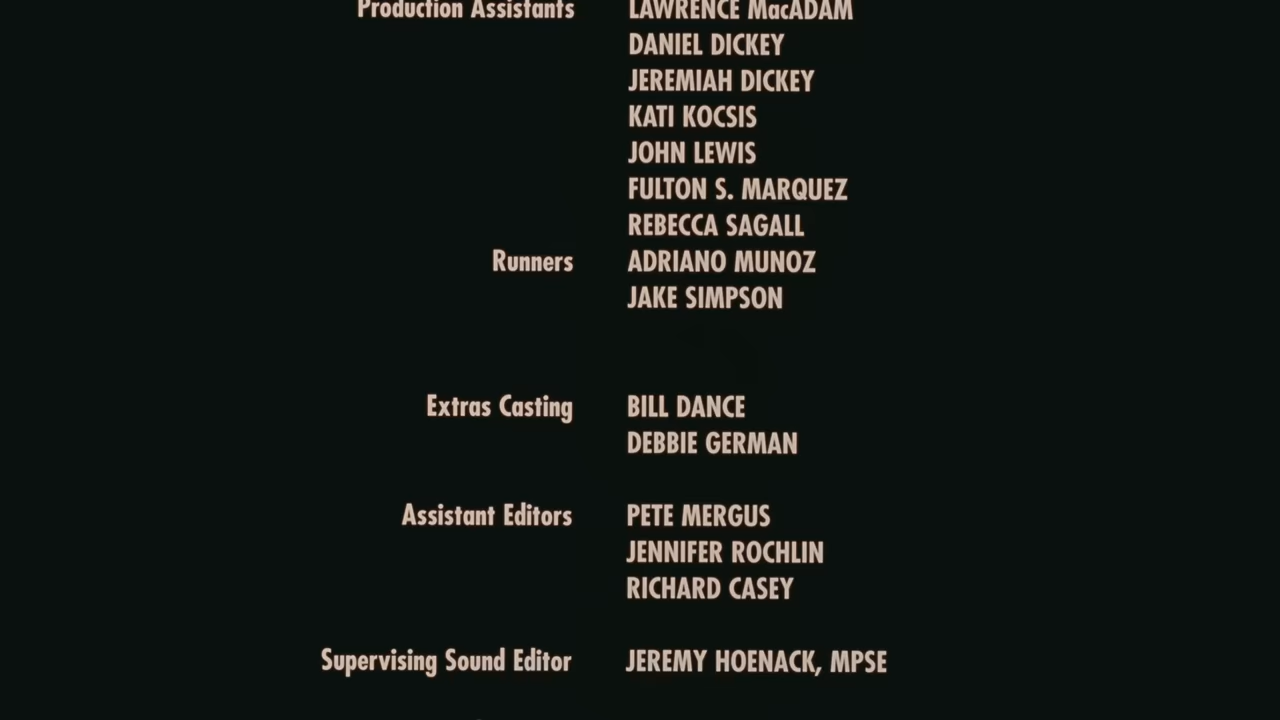 Production Assistants LAWRENCE MacADAM
DANIEL DICKEY
JEREMIAH DICKEY
KATI KOCSIS
JOHN LEWIS
FULTON S. MARQUEZ
REBECCA SAGALL
Runners ADRIANO MUNOZ
JAKE SIMPSON
Extras Casting BILL DANCE
DEBBIE GERMAN
Assistant Editors PETE MERGUS
JENNIFER ROCHLIN
RICHARD CASEY
Supervising Sound Editor JEREMY HOENACK, MPSE